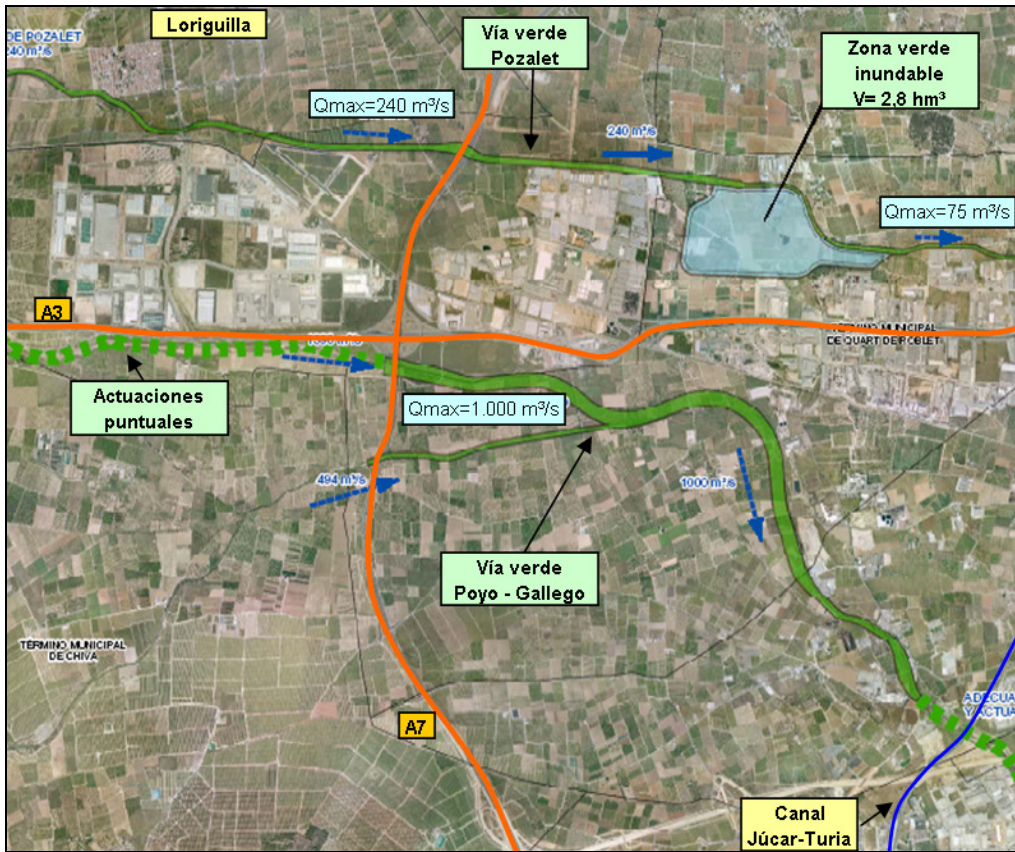 Loriguilla
DE POZALET
240 m³/s
Vía verde
Pozalet
Zona verde
inundable
V= 2,8 hm³
Qmax=240 m³/s
240 m³/s
Qmax=75 m³/s
A3
TÉRMINO MUNICIPAL
DE QUART DE POBLET
Actuaciones
puntuales
Qmax=1.000 m³/s
494 m³/s
1000 m³/s
Vía verde
Poyo - Gallego
TÉRMINO MUNICIPAL
DE CHIVA
A7
ADECUA
Y ACTUA
Canal
Júcar-Turia